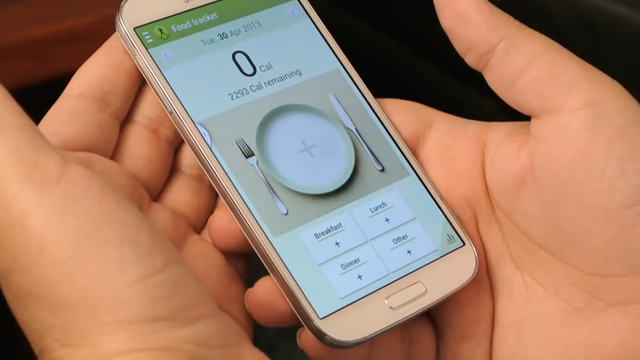 Food tracker
Tue, 30 Apr 2013
0 Cal
2293 Cal remaining
Breakfast
+
Lunch
+
Dinner
+
Other
+